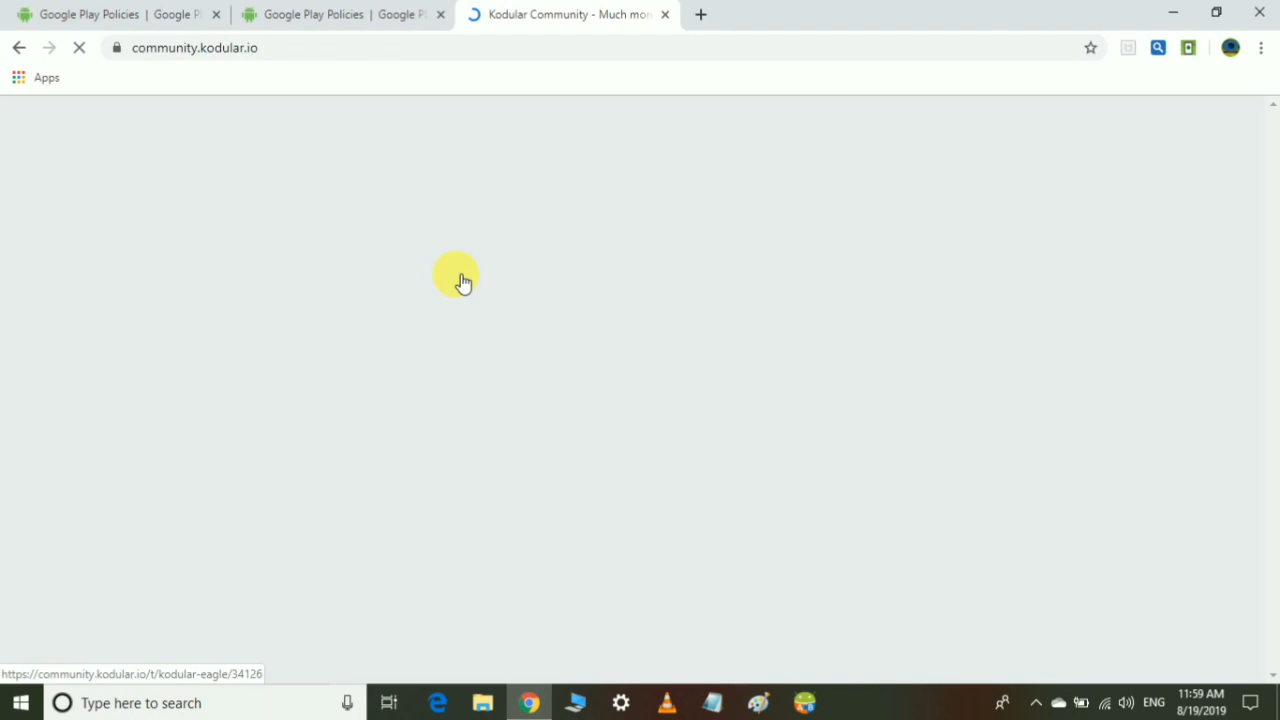 Google Play Policies | Google P
Google Play Policies | Google P
Kodular Community - Much mo
community.kodular.io
Apps
https://community.kodular.io/t/kodular-eagle/34126
Type here to search
ENG
11:59 AM
8/19/2019